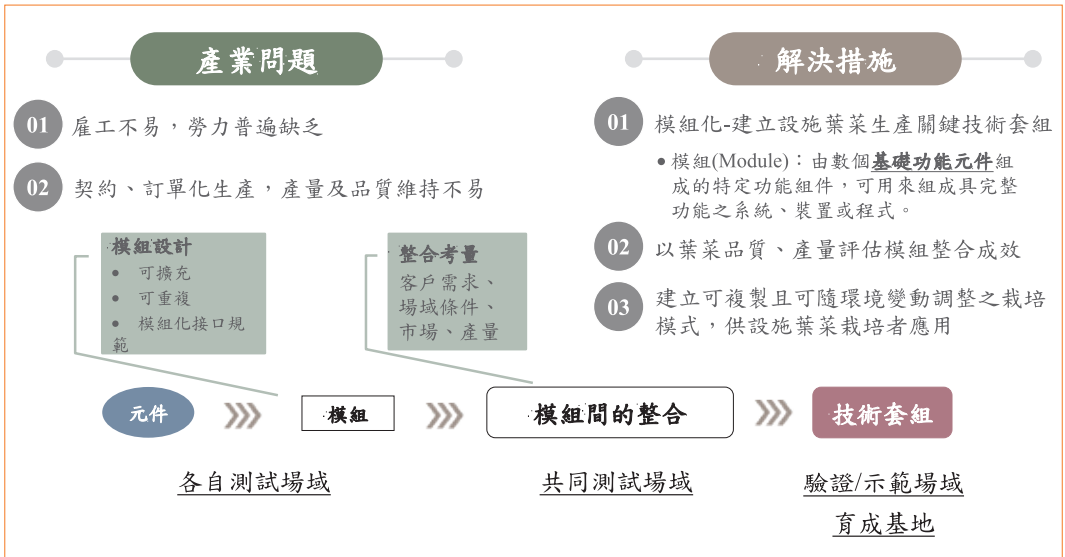 產業問題
01 雇工不易，勞力普遍缺乏
02 契約、訂單化生產，產量及品質維持不易
解決措施
01 模組化-建立設施葉菜生產關鍵技術套組
• 模組(Module)：由數個基礎功能元件組
成的特定功能組件，可用來組成具完整
功能之系統、裝置或程式。
02 以葉菜品質、產量評估模組整合成效
03 建立可複製且可隨環境變動調整之栽培
模式，供設施葉菜栽培者應用
模組設計
• 可擴充
• 可重複
• 模組化接口規
範
整合考量
客戶需求、
場域條件、
市場、產量
元件
模組
模組間的整合
技術套組
各自測試場域
共同測試場域
驗證/示範場域
育成基地